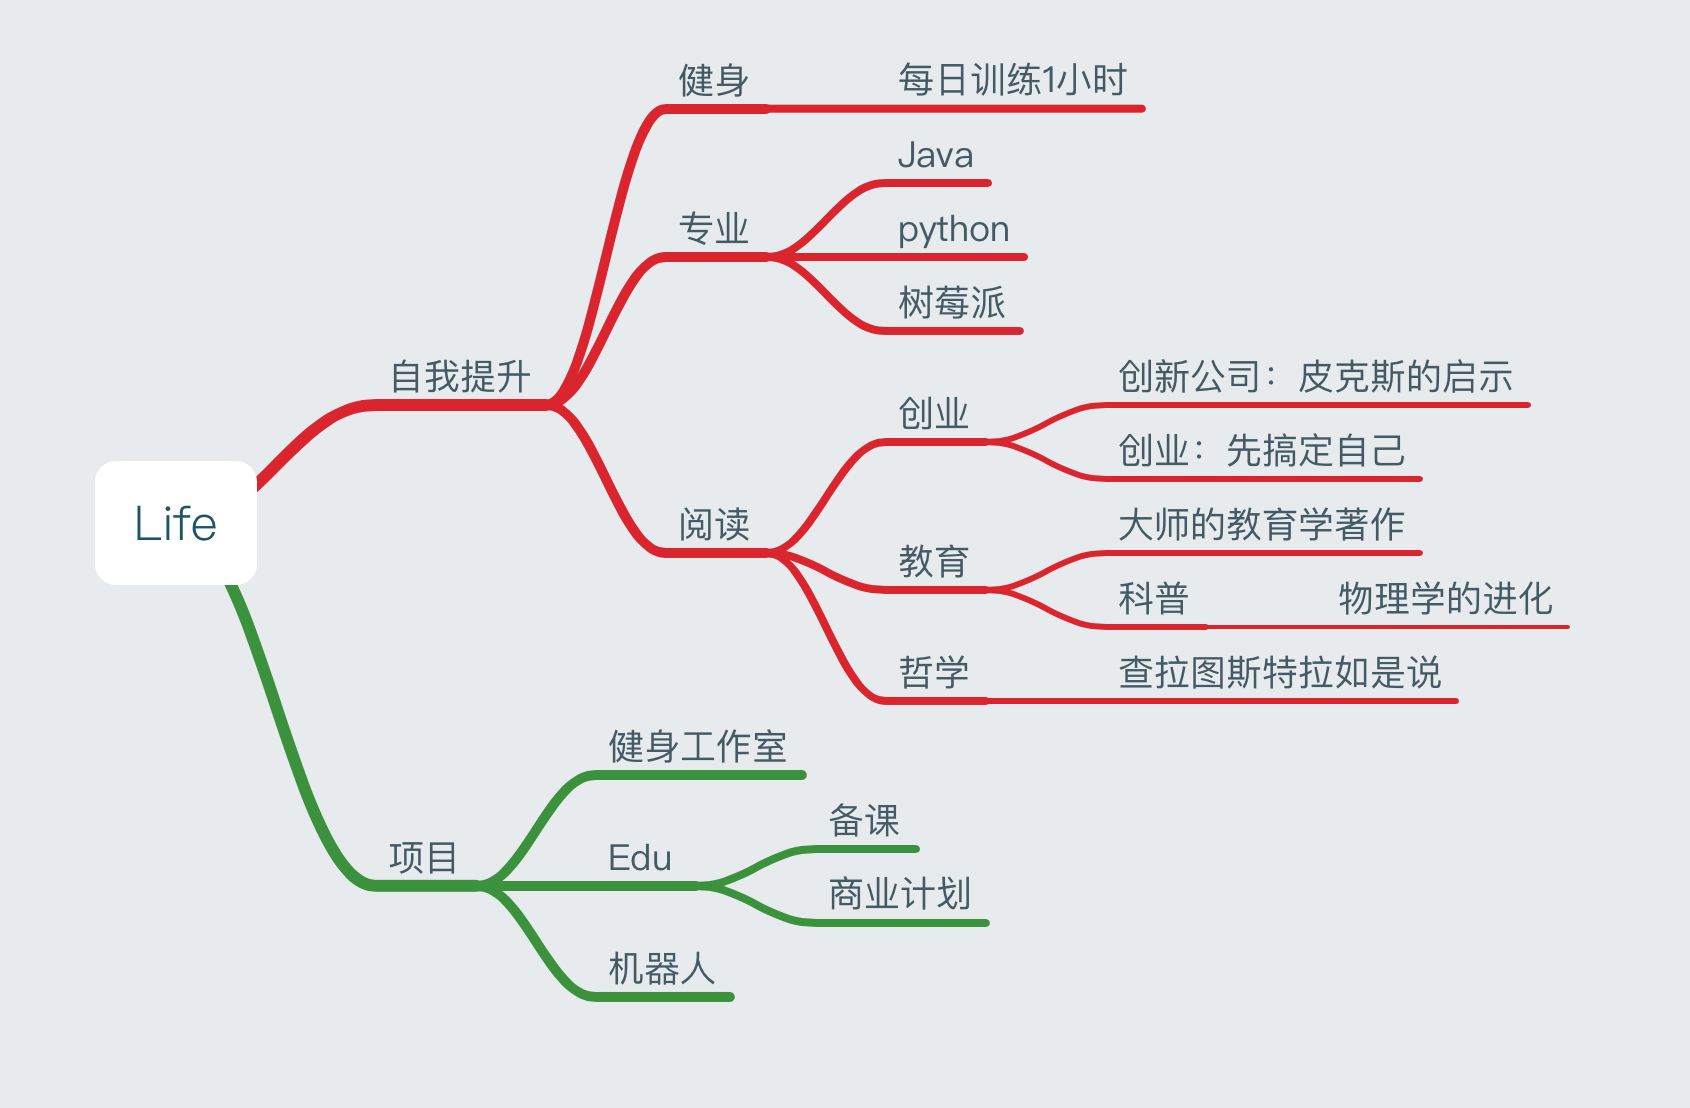 Life
自我提升
健身
每日训练1小时
专业
Java
python
树莓派
阅读
创业
创新公司：皮克斯的启示
创业：先搞定自己
教育
大师的教育学著作
科普
物理学的进化
哲学
查拉图斯特拉如是说
项目
健身工作室
Edu
备课
商业计划
机器人